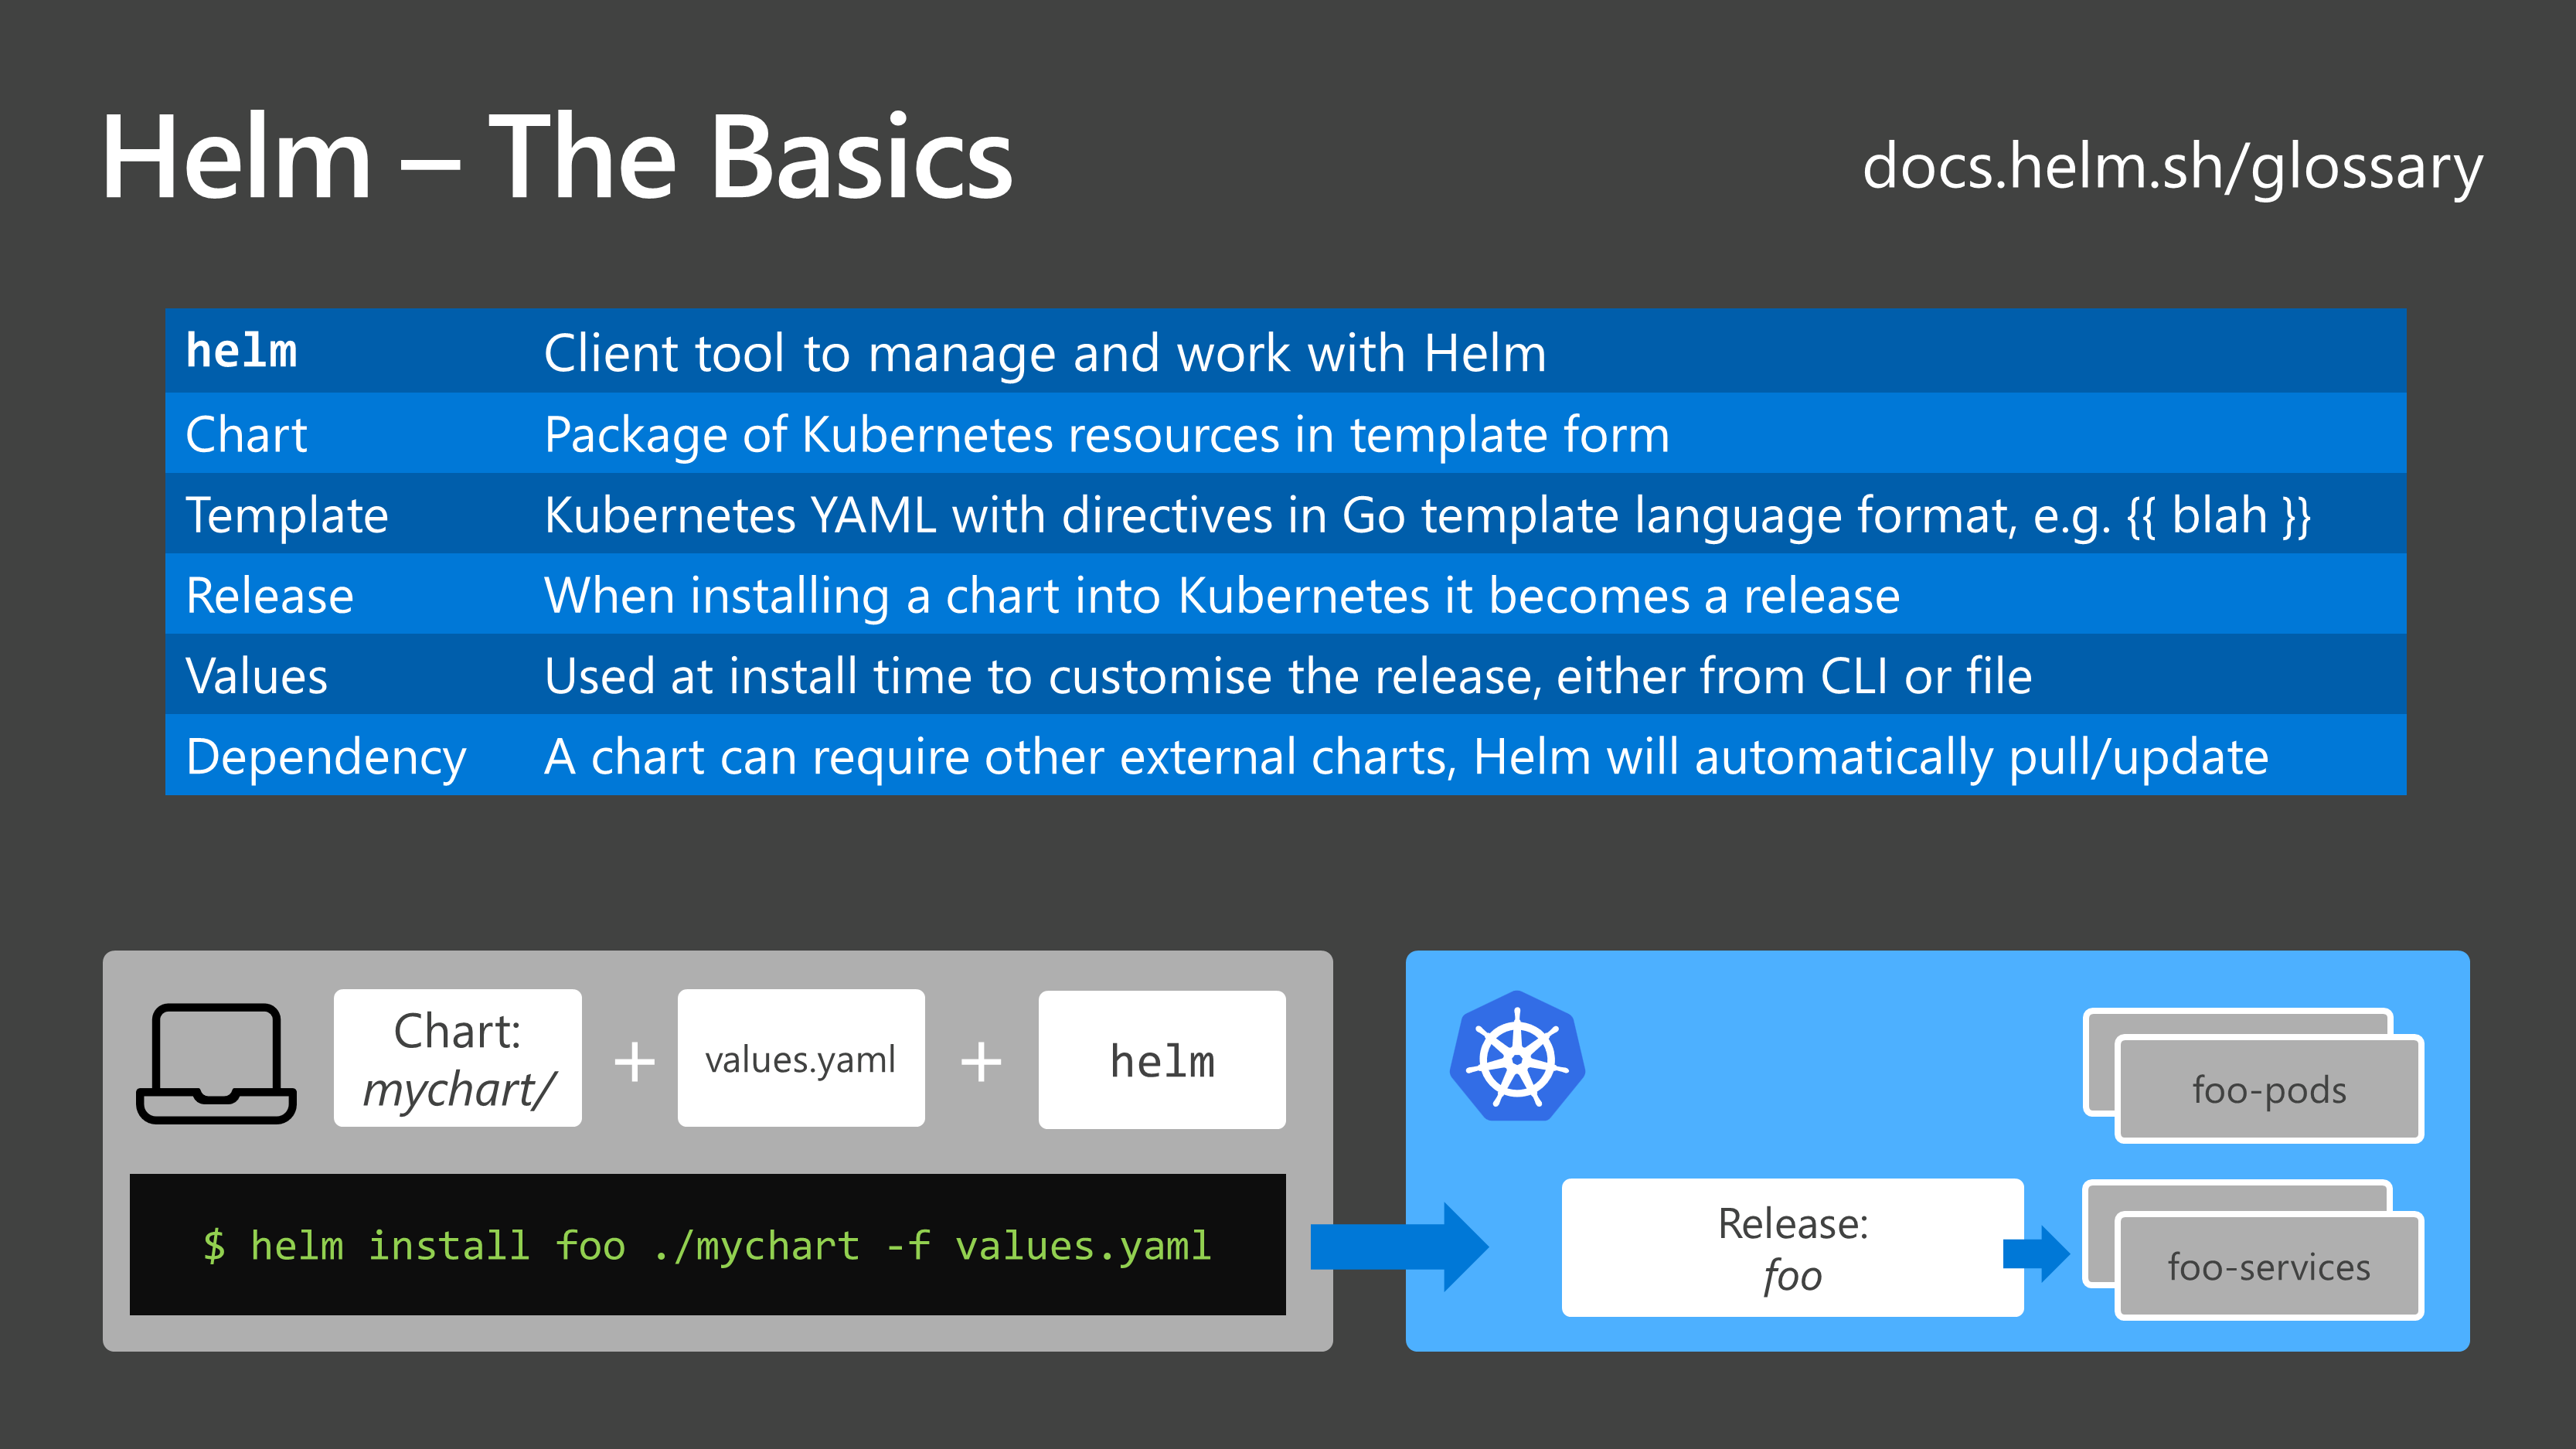 Helm – The Basics
docs.helm.sh/glossary
helm Client tool to manage and work with Helm
Chart Package of Kubernetes resources in template form
Template Kubernetes YAML with directives in Go template language format, e.g. {{ blah }}
Release When installing a chart into Kubernetes it becomes a release
Values Used at install time to customise the release, either from CLI or file
Dependency A chart can require other external charts, Helm will automatically pull/update
Chart:
mychart/
+
values.yaml
+
helm
$ helm install foo ./mychart -f values.yaml
Release:
foo
foo-pods
foo-services